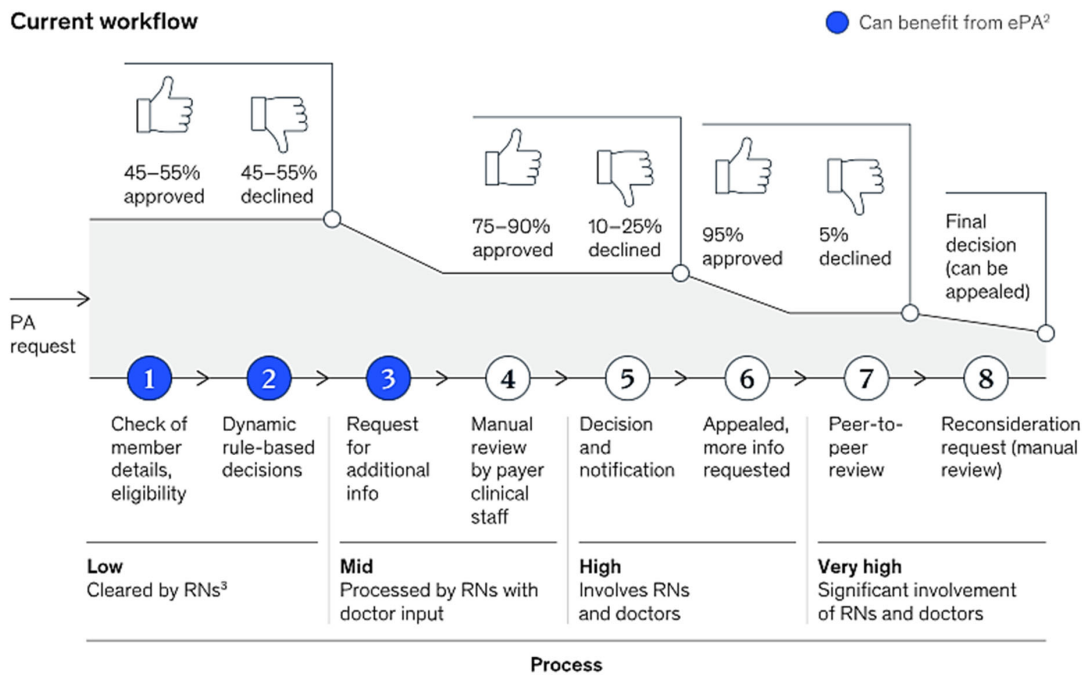 Current workflow
Can benefit from ePA²
45–55%
approved
45–55%
declined
75–90%
approved
10–25%
declined
95%
approved
5%
declined
Final
decision
(can be
appealed)
PA
request
1
2
3
4
5
6
7
8
Check of
member
details,
eligibility
Dynamic
rule-based
decisions
Request
for
additional
info
Manual
review
by payer
clinical
staff
Decision
and
notification
Appealed,
more info
requested
Peer-to-
peer
review
Reconsideration
request (manual
review)
Low
Cleared by RNs³
Mid
Processed by RNs with
doctor input
High
Involves RNs
and doctors
Very high
Significant involvement
of RNs and doctors
Process